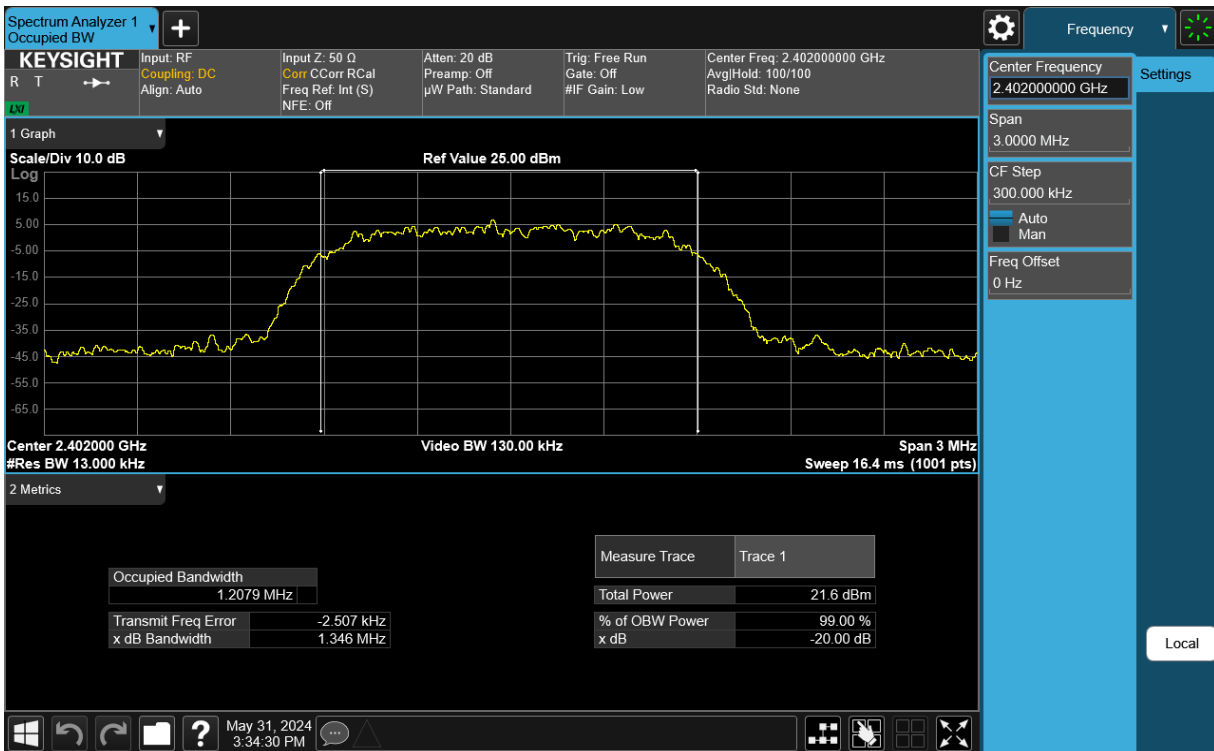 Spectrum Analyzer 1
Occupied BW
Frequency
KEYSIGHT
R T
LXI
Input: RF
Coupling: DC
Align: Auto
Input Z: 50 Ω
Corr CCorr RCal
Freq Ref: Int (S)
NFE: Off
Atten: 20 dB
Preamp: Off
µW Path: Standard
Trig: Free Run
Gate: Off
#IF Gain: Low
Center Freq: 2.402000000 GHz
Avg|Hold: 100/100
Radio Std: None
Center Frequency
2.402000000 GHz
Settings
Span
3.0000 MHz
CF Step
300.000 kHz
Auto
Man
Freq Offset
0 Hz
Local
1 Graph
Scale/Div 10.0 dB
Ref Value 25.00 dBm
Log
15.0
5.00
-5.00
-15.0
-25.0
-35.0
-45.0
-55.0
-65.0
Center 2.402000 GHz
Video BW 130.00 kHz
Span 3 MHz
#Res BW 13.000 kHz
Sweep 16.4 ms (1001 pts)
2 Metrics
Measure Trace Trace 1
Occupied Bandwidth
1.2079 MHz
Total Power 21.6 dBm
Transmit Freq Error -2.507 kHz
% of OBW Power 99.00 %
x dB Bandwidth 1.346 MHz
x dB -20.00 dB
?
May 31, 2024
3:34:30 PM